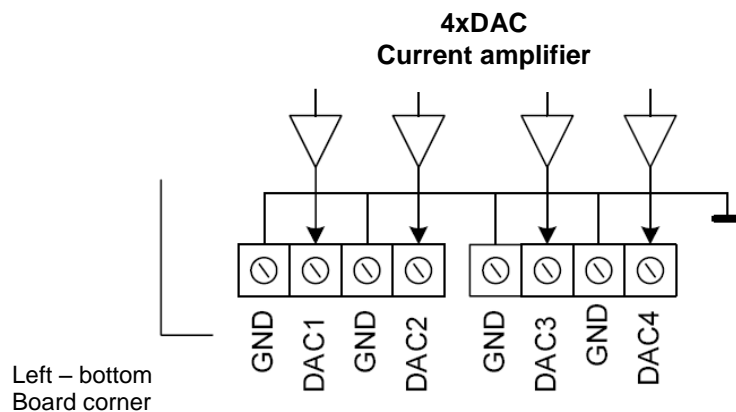 4xDAC
Current amplifier
GND
DAC1
GND
DAC2
GND
DAC3
GND
DAC4
Left – bottom
Board corner